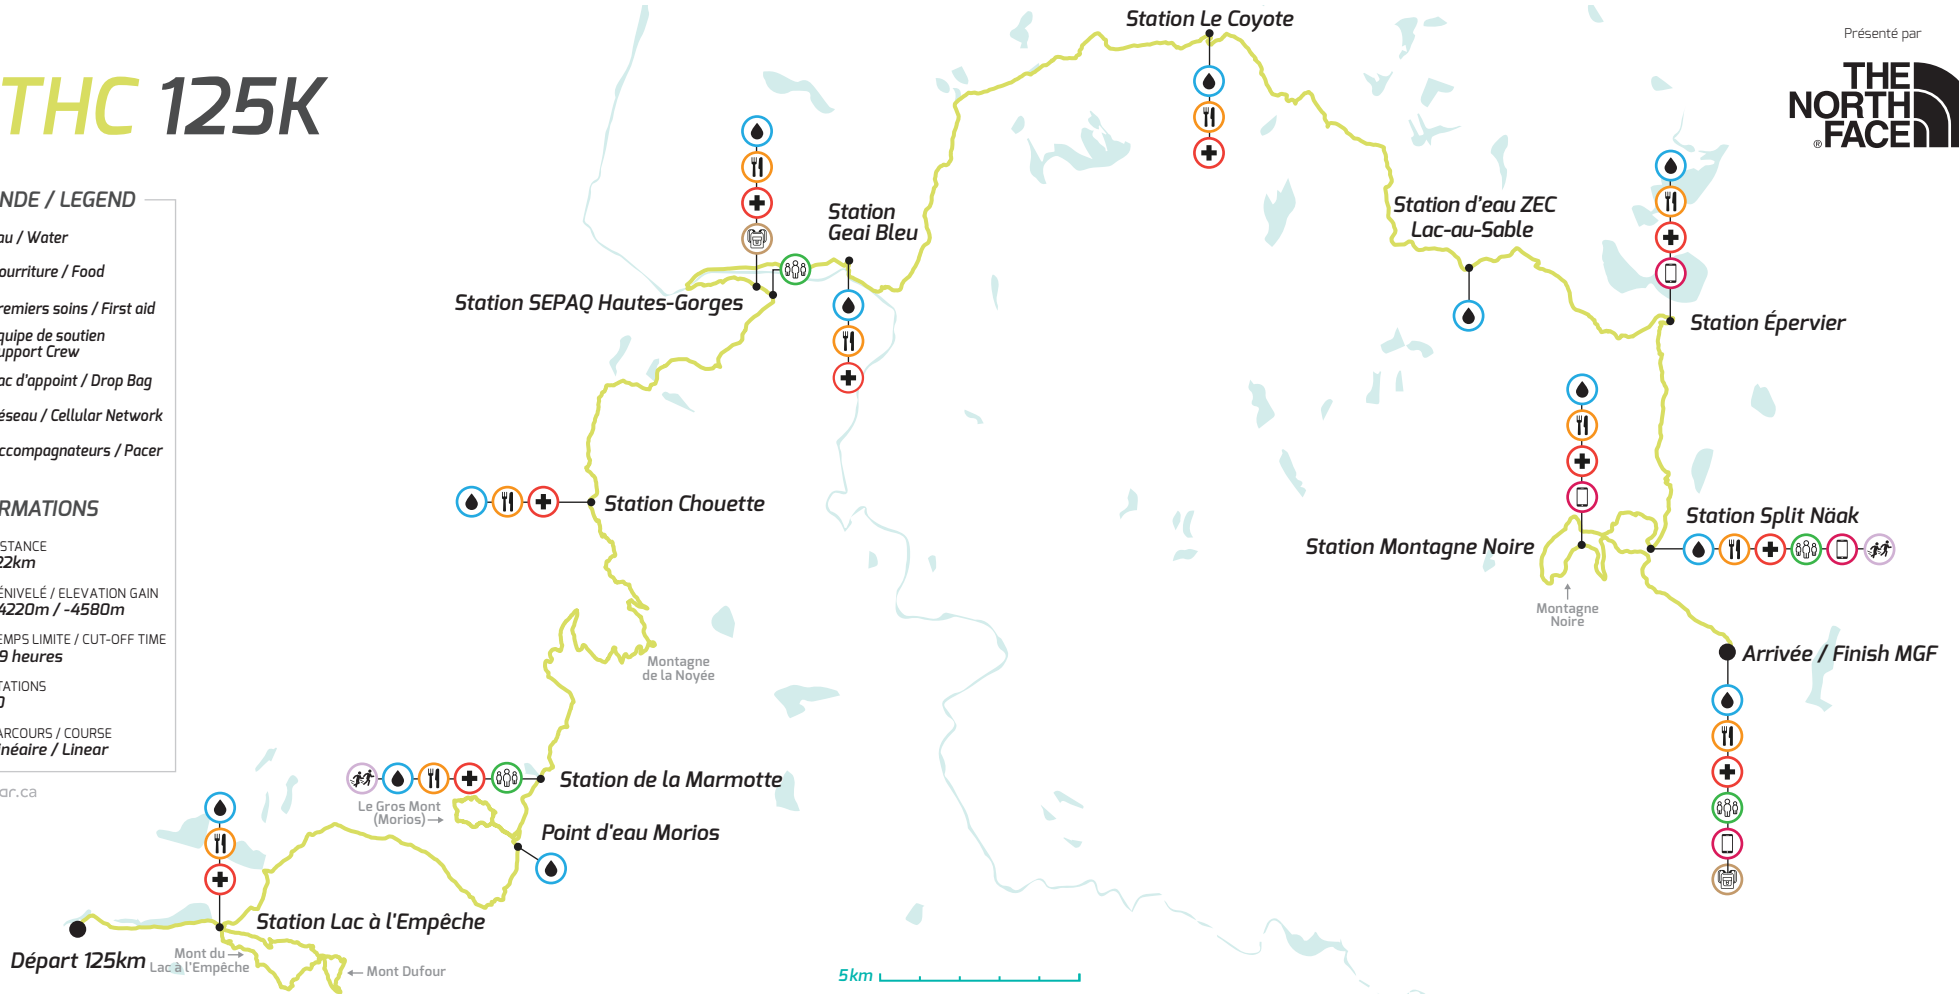 THC 125K
NDE / LEGEND
au / Water
ourriture / Food
remiers soins / First aid
quipe de soutien
upport Crew
ac d'appoint / Drop Bag
éseau / Cellular Network
ccompagnateurs / Pacer
RMATIONS
ISTANCE
22km
ÉNIVELÉ / ELEVATION GAIN
4220m / -4580m
EMPS LIMITE / CUT-OFF TIME
9 heures
TATIONS
0
ARCOURS / COURSE
inéaire / Linear
ar.ca
Présenté par
THE
NORTH
FACE
®
Station Le Coyote
Station
Geai Bleu
Station d'eau ZEC
Lac-au-Sable
Station SEPAQ Hautes-Gorges
Station Épervier
Station Chouette
Station Split Näak
Station Montagne Noire
Montagne
Noire
Arrivée / Finish MGF
Montagne
de la Noyée
Station de la Marmotte
Le Gros Mont
(Morios)
Point d'eau Morios
Station Lac à l'Empêche
Départ 125km
Mont du
Lac à l'Empêche
Mont Dufour
5km